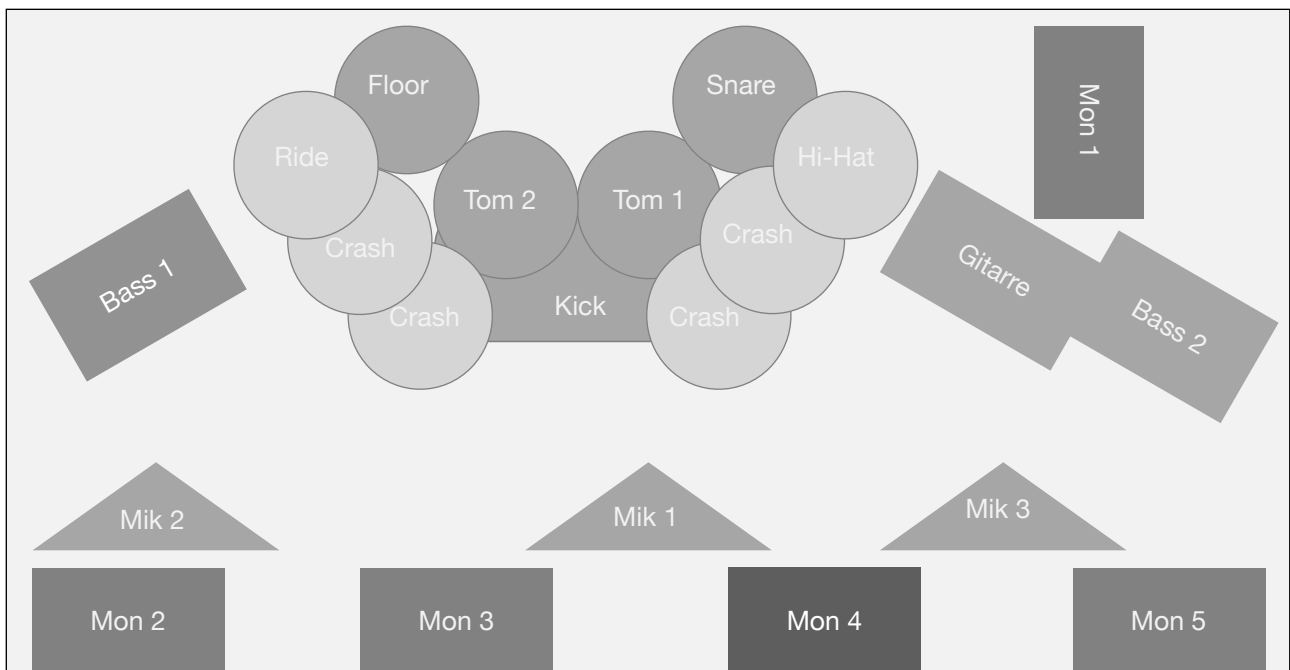 Floor
Snare
Mon 1
Ride
Hi-Hat
Tom 2
Tom 1
Crash
Crash
Gitarre
Bass 1
Crash
Kick
Crash
Bass 2
Mik 2
Mik 1
Mik 3
Mon 2
Mon 3
Mon 4
Mon 5